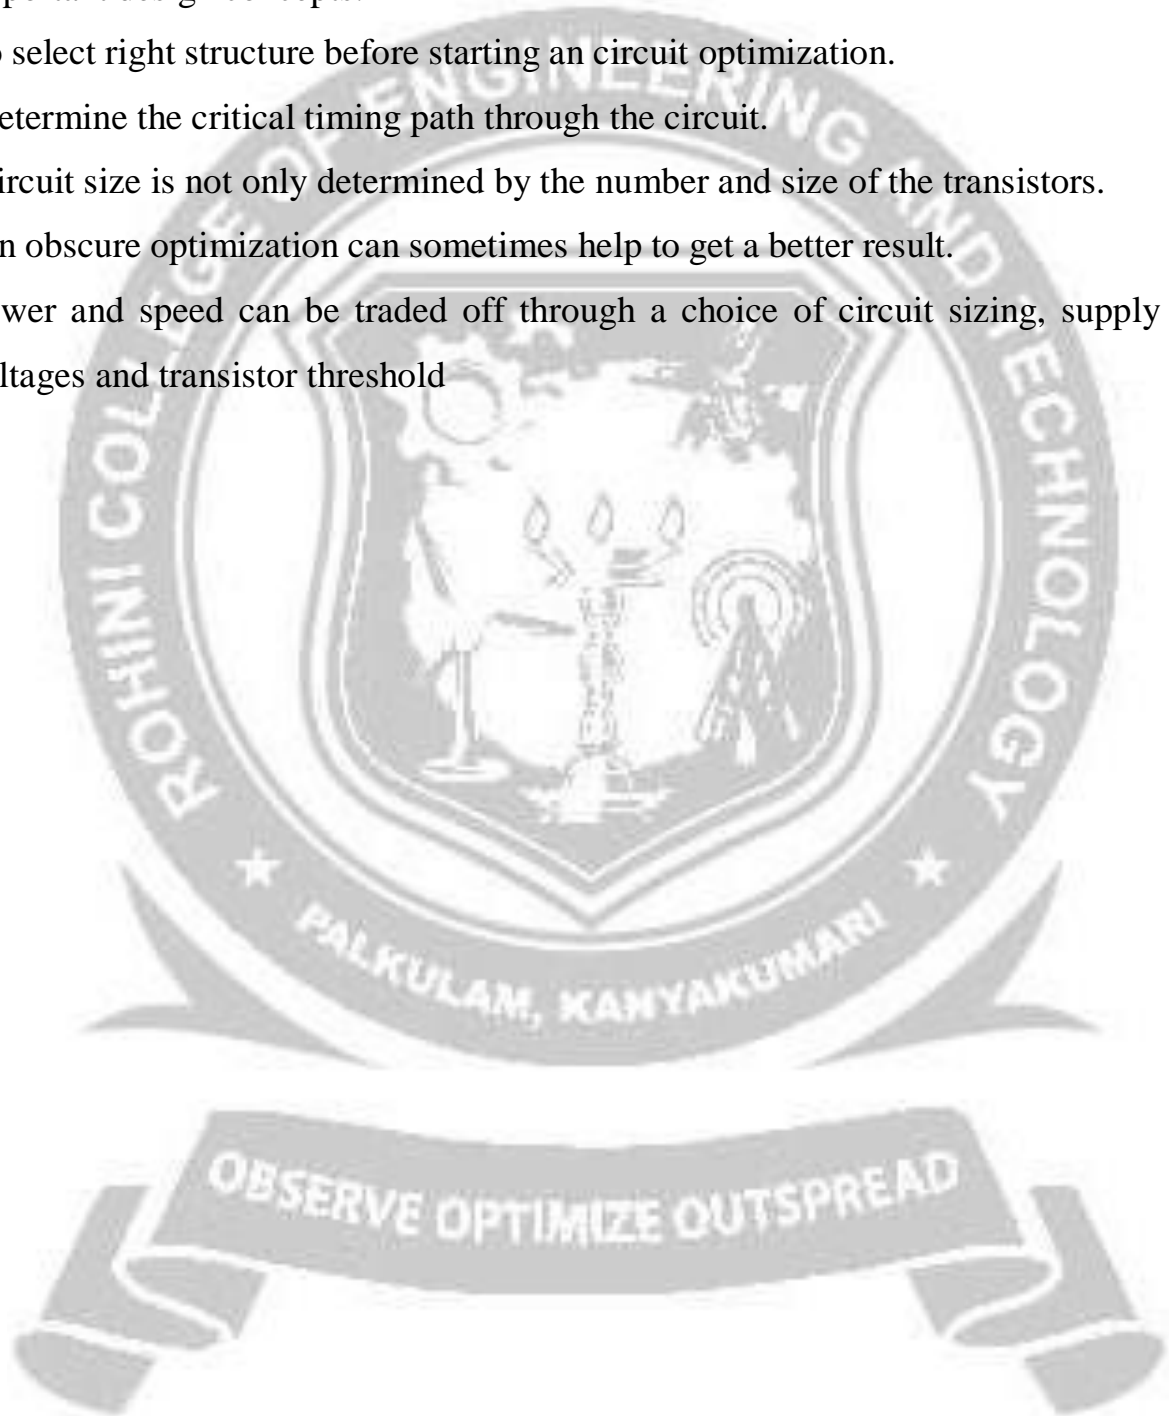 portant design concepts.
o select right structure before starting an circuit optimization.
etermine the critical timing path through the circuit.
ircuit size is not only determined by the number and size of the transistors.
n obscure optimization can sometimes help to get a better result.
wer and speed can be traded off through a choice of circuit sizing, supply
ltages and transistor threshold
ROHINI COLLEGE OF ENGINEERING AND TECHNOLOGY
PALKULAM, KANYAKUMARI
OBSERVE OPTIMIZE OUTSPREAD